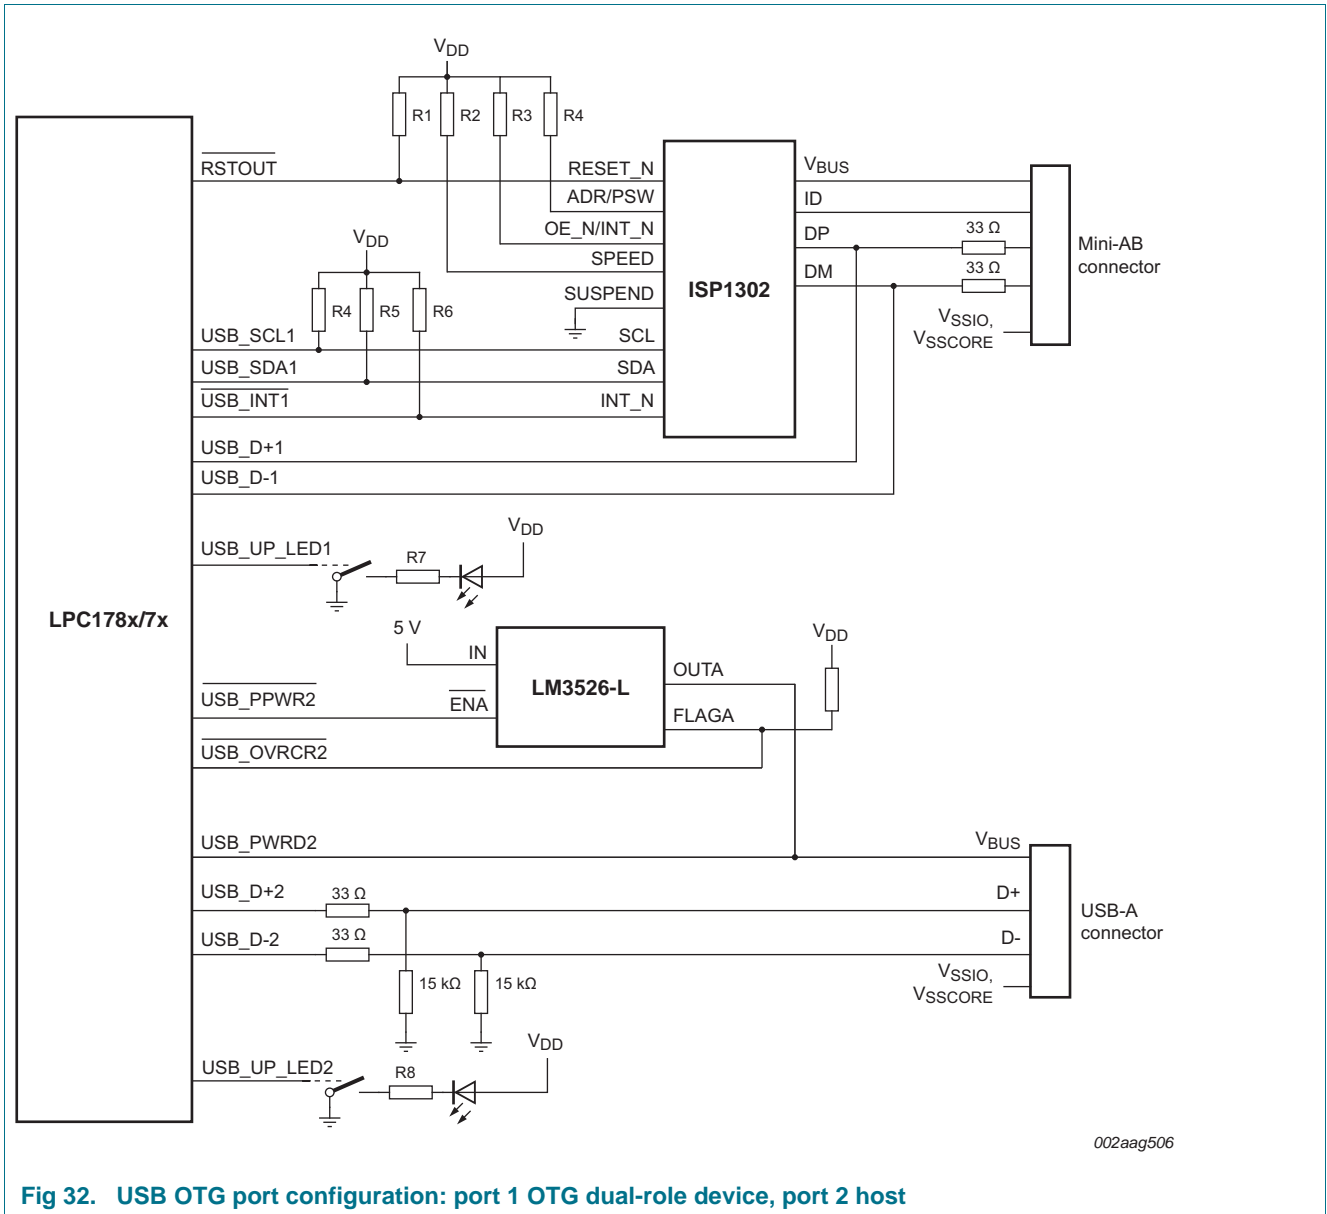 VDD
R1
R2
R3
R4
RSTOUT
RESET_N
ADR/PSW
OE_N/INT_N
SPEED
SUSPEND
SCL
SDA
INT_N
ISP1302
VBUS
ID
DP
DM
33 Ω
33 Ω
Mini-AB
connector
VSSIO,
VSSCORE
VDD
R4
R5
R6
USB_SCL1
USB_SDA1
USB_INT1
USB_D+1
USB_D-1
USB_UP_LED1
R7
VDD
LPC178x/7x
5 V
IN
ENA
LM3526-L
OUTA
FLAGA
VDD
USB_PPWR2
USB_OVRCR2
USB_PWRD2
USB_D+2
33 Ω
USB_D-2
33 Ω
15 kΩ
15 kΩ
VBUS
D+
D-
USB-A
connector
VSSIO,
VSSCORE
USB_UP_LED2
R8
VDD
002aag506
Fig 32. USB OTG port configuration: port 1 OTG dual-role device, port 2 host